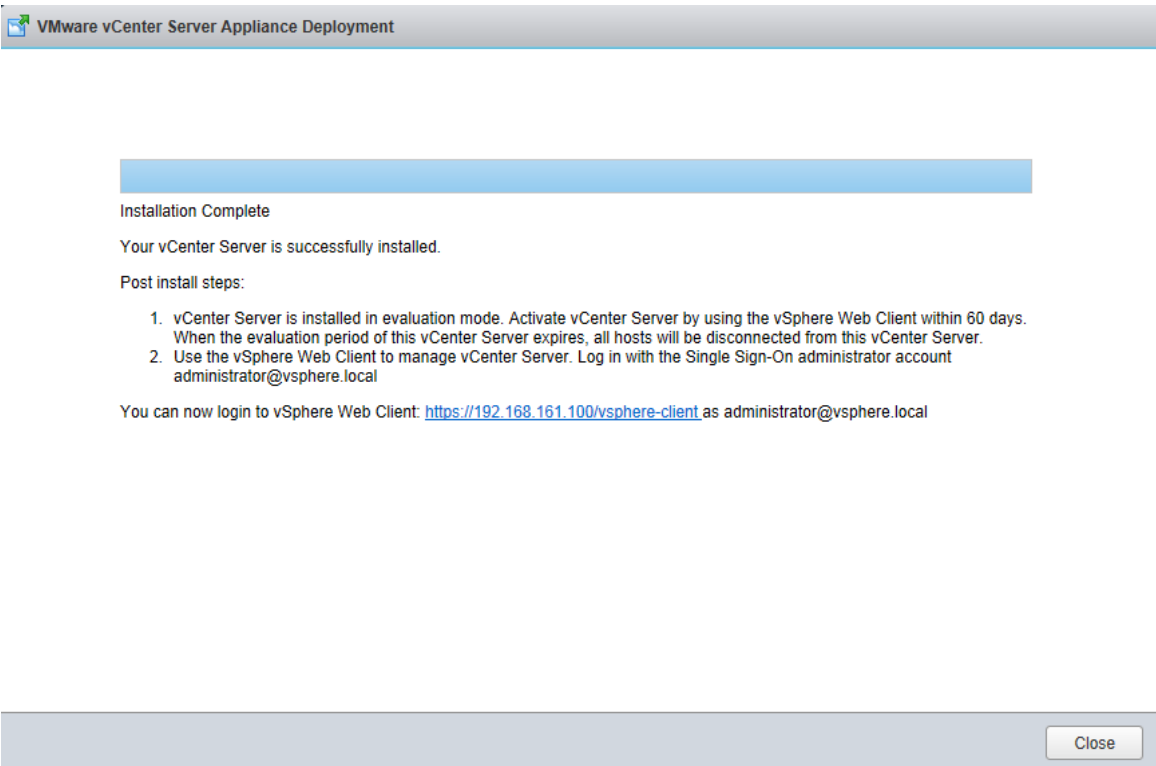 VMware vCenter Server Appliance Deployment
Installation Complete
Your vCenter Server is successfully installed.
Post install steps:
1. vCenter Server is installed in evaluation mode. Activate vCenter Server by using the vSphere Web Client within 60 days.
When the evaluation period of this vCenter Server expires, all hosts will be disconnected from this vCenter Server.
2. Use the vSphere Web Client to manage vCenter Server. Log in with the Single Sign-On administrator account
administrator@vsphere.local
You can now login to vSphere Web Client: https://192.168.161.100/vsphere-client as administrator@vsphere.local
Close